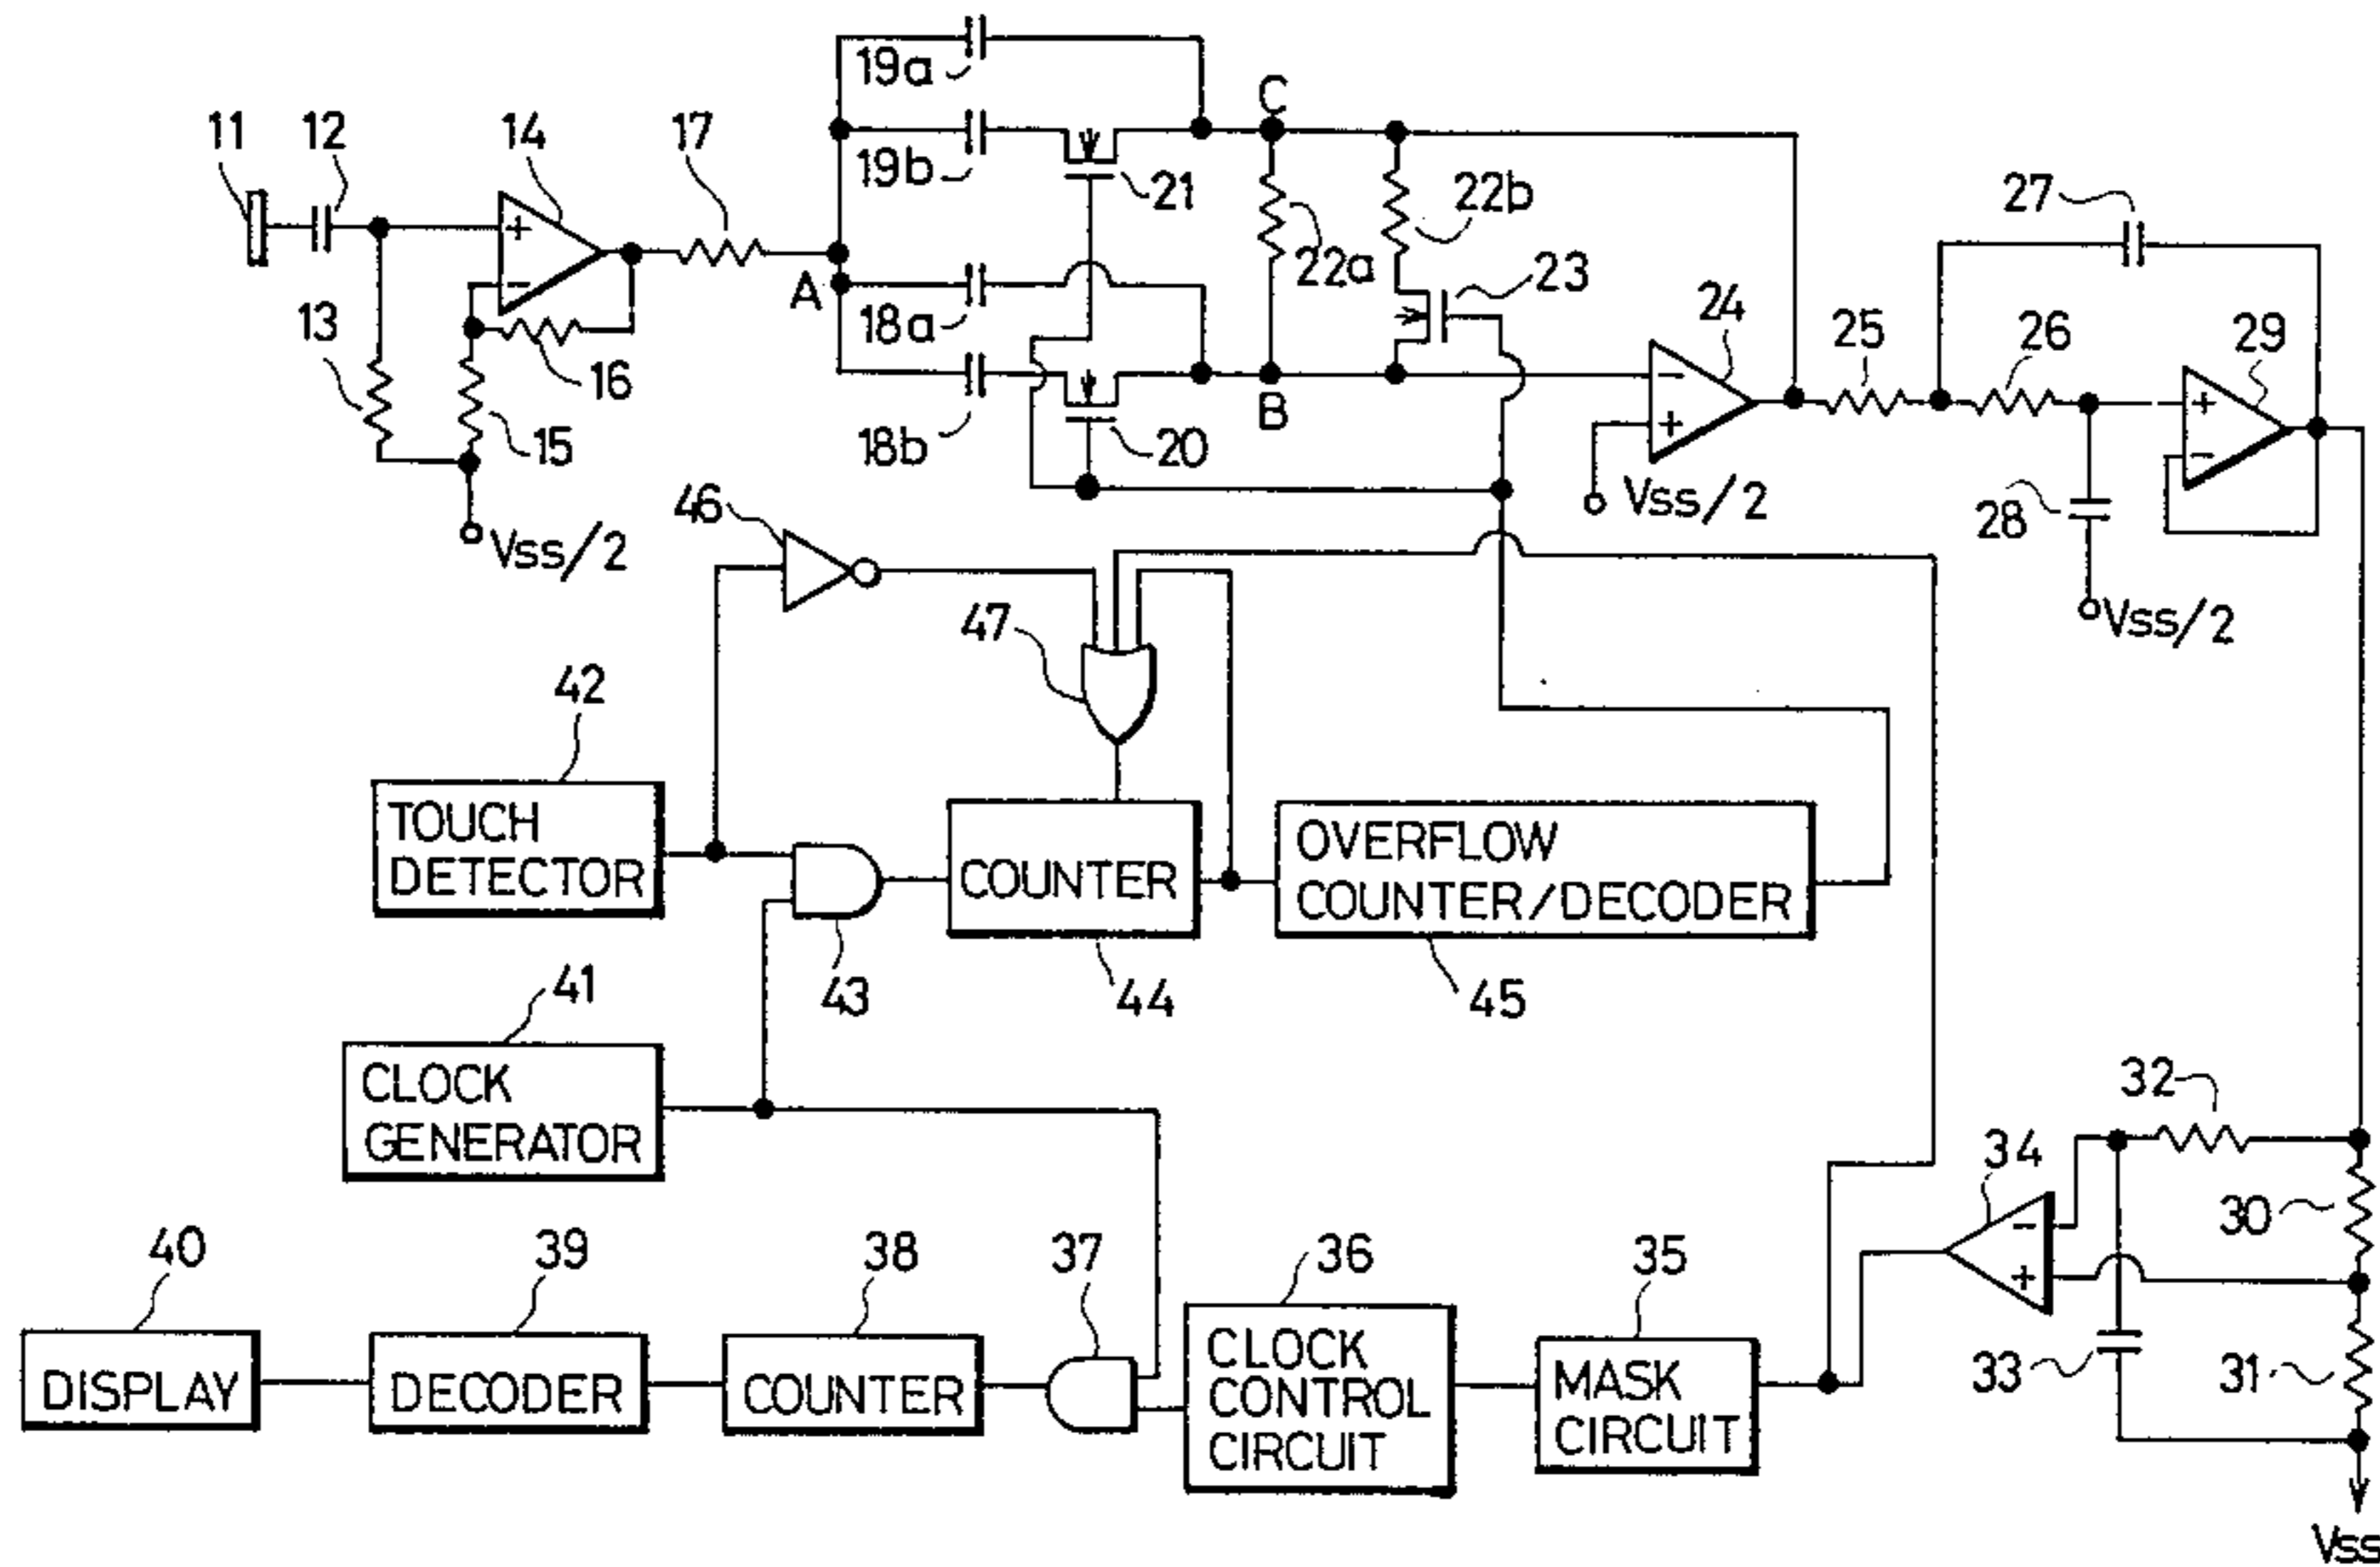 19a
C
11
12
14
17
19b
21
22b
27
A
18a
22a
23
24
25
26
29
13
16
15
18b
20
B
Vss/2
28
46
Vss/2
Vss/2
47
42
TOUCH
DETECTOR
COUNTER
OVERFLOW
COUNTER/DECODER
43
44
45
41
CLOCK
GENERATOR
32
34
30
40
39
38
37
36
35
33
31
DISPLAY
DECODER
COUNTER
CLOCK
CONTROL
CIRCUIT
MASK
CIRCUIT
Vss
+
−
−
+
+
−
−
+